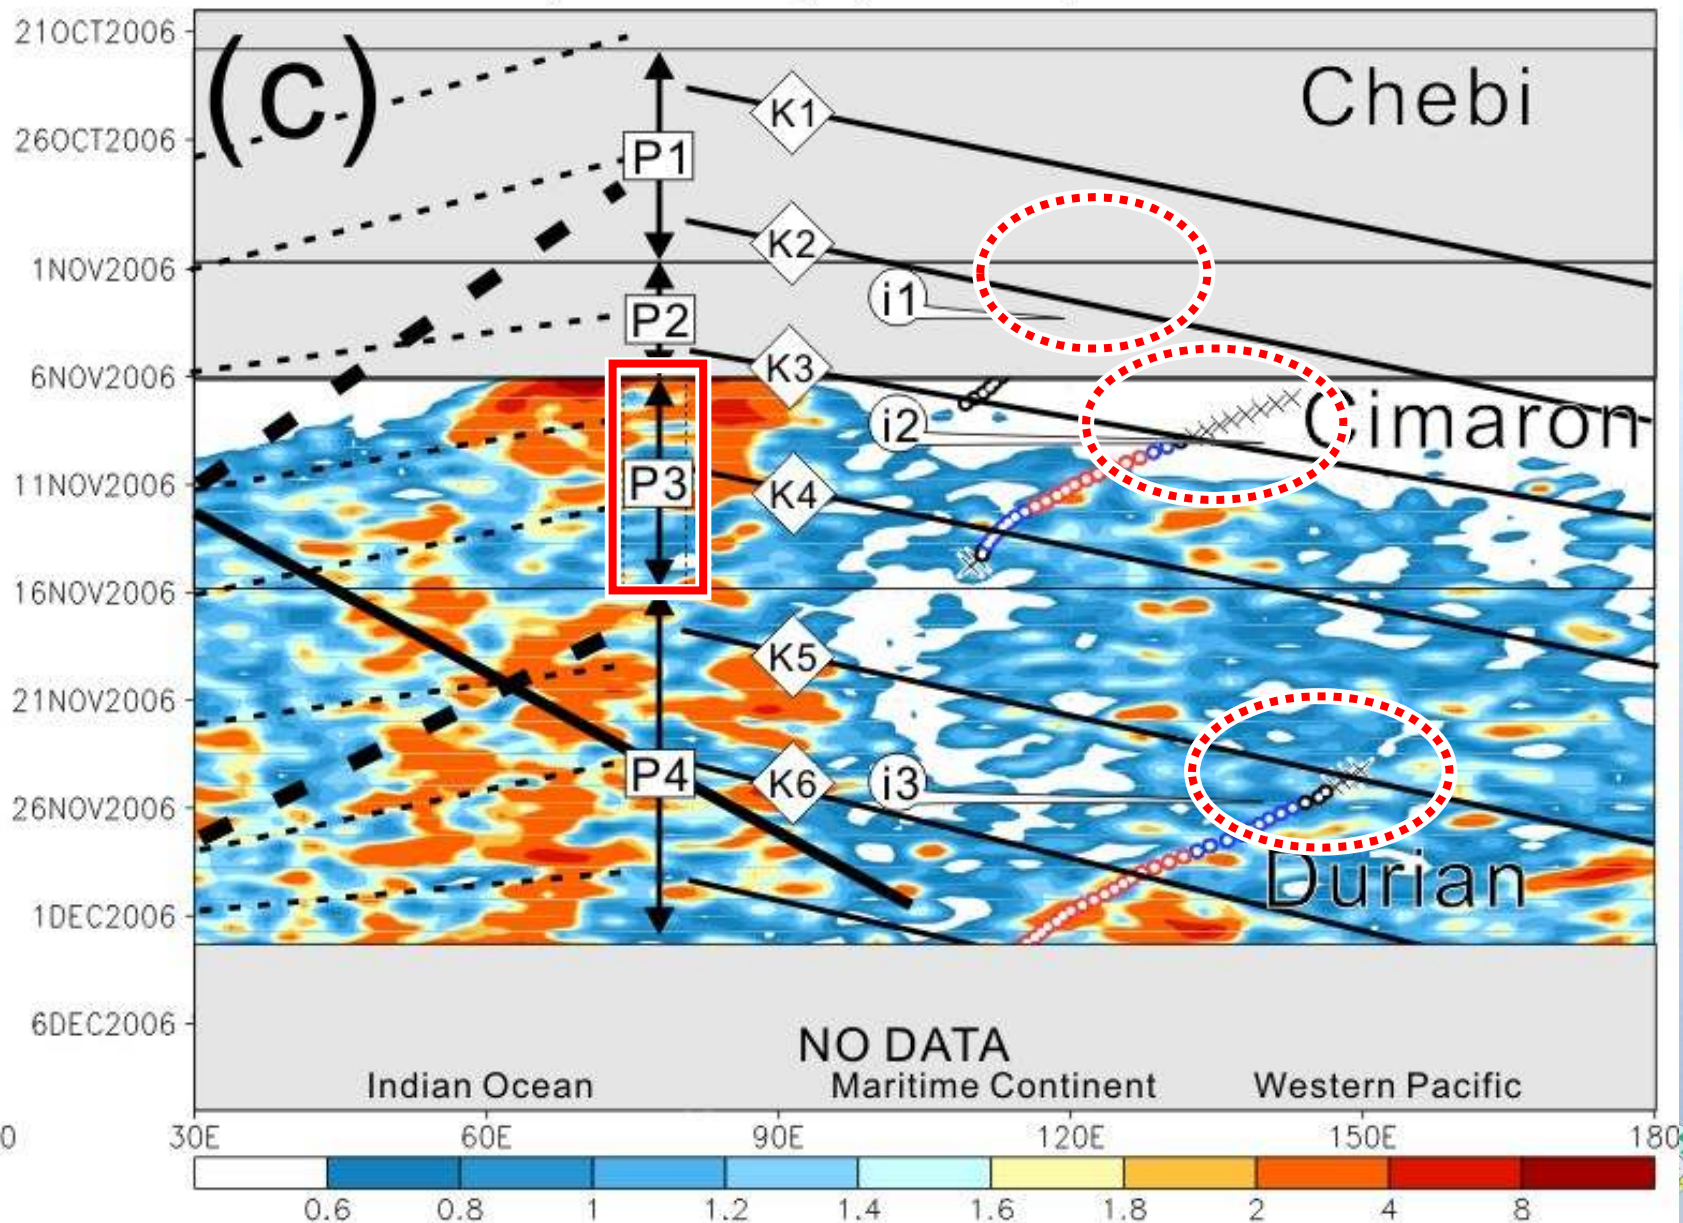 21OCT2006
(c)
Chebi
K1
26OCT2006
P1
K2
1NOV2006
i1
P2
K3
6NOV2006
i2
Cimaron
P3
K4
11NOV2006
16NOV2006
K5
21NOV2006
P4
K6
i3
26NOV2006
Durian
1DEC2006
6DEC2006
NO DATA
Indian Ocean Maritime Continent Western Pacific
0 30E 60E 90E 120E 150E 180
0.6 0.8 1 1.2 1.4 1.6 1.8 2 4 8